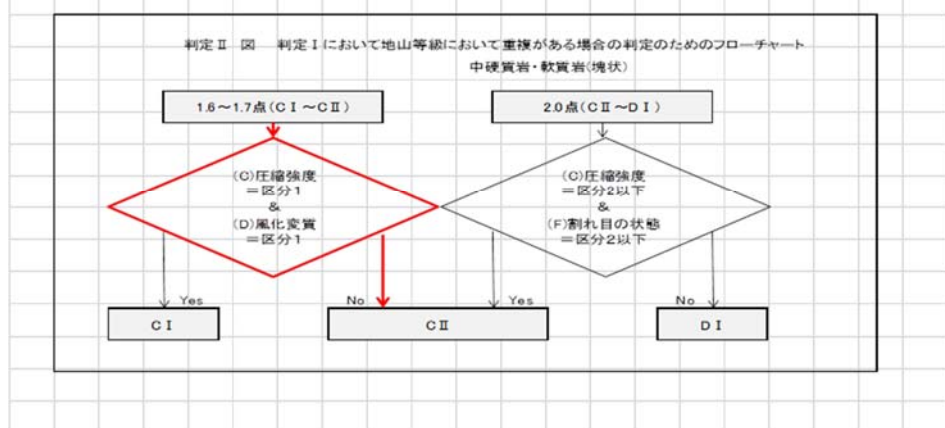 判定Ⅱ 図 判定Ⅰにおいて地山等級において重複がある場合の判定のためのフローチャート
中硬質岩・軟質岩(塊状)
1.6～1.7点(CⅠ～CⅡ)
2.0点(CⅡ～DⅠ)
(C)圧縮強度
＝区分1
&
(D)風化変質
＝区分1
(C)圧縮強度
＝区分2以下
&
(F)割れ目の状態
＝区分2以下
Yes
No
Yes
No
CⅠ
CⅡ
DⅠ